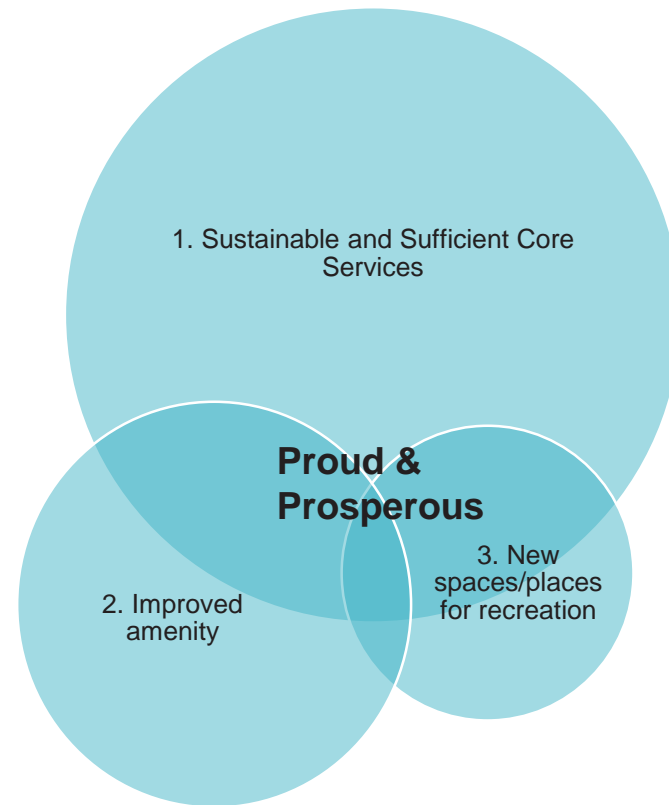 1. Sustainable and Sufficient Core
Services
Proud &
Prosperous
3. New
spaces/places
for recreation
2. Improved
amenity